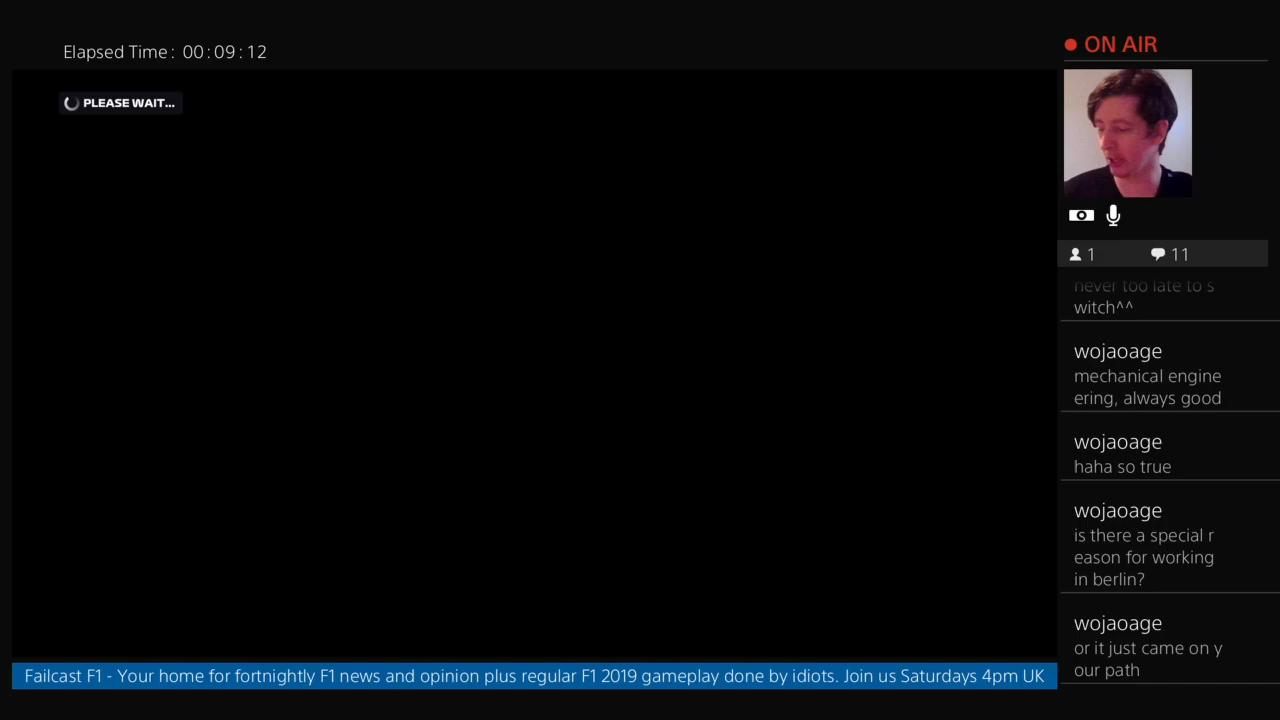 Elapsed Time: 00:09:12
PLEASE WAIT...
ON AIR
1
11
never too late to s
witch^^
wojaoage
mechanical engine
ering, always good
wojaoage
haha so true
wojaoage
is there a special r
eason for working
in berlin?
wojaoage
or it just came on y
our path
Failcast F1 - Your home for fortnightly F1 news and opinion plus regular F1 2019 gameplay done by idiots. Join us Saturdays 4pm UK